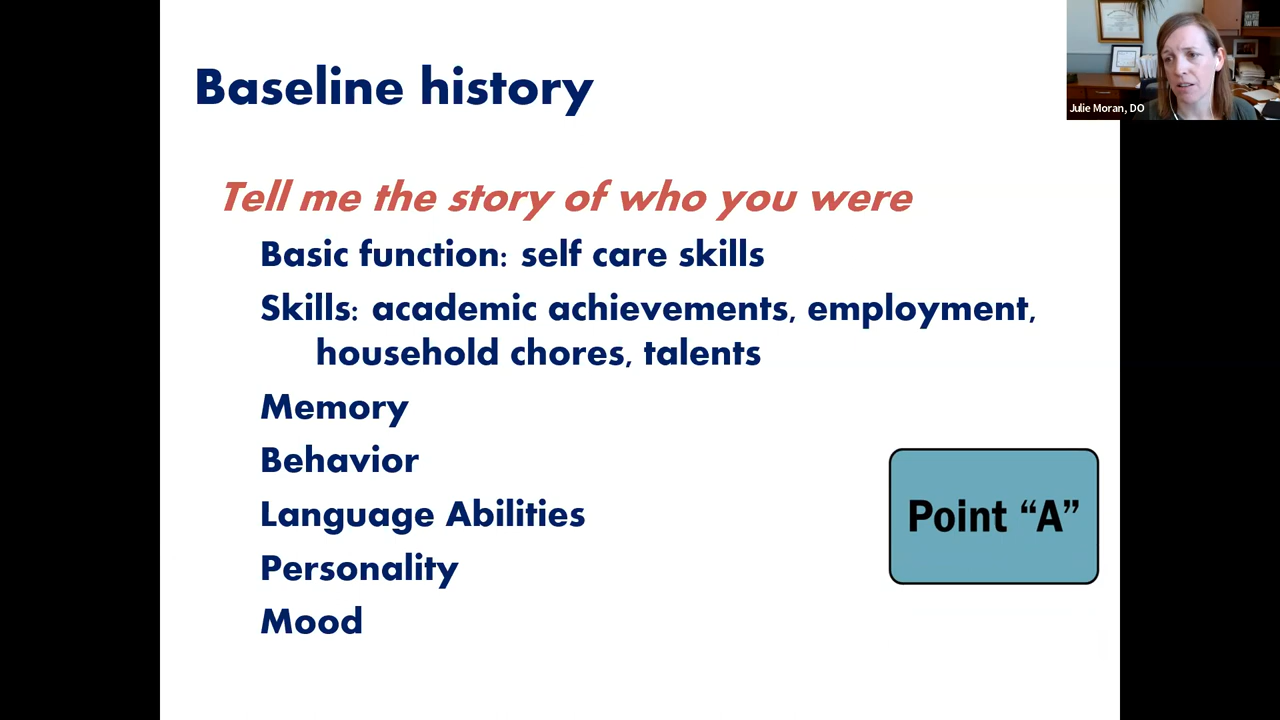 Baseline history
Julie Moran, DO
Tell me the story of who you were
Basic function: self care skills
Skills: academic achievements, employment,
household chores, talents
Memory
Behavior
Language Abilities
Personality
Mood
Point “A”